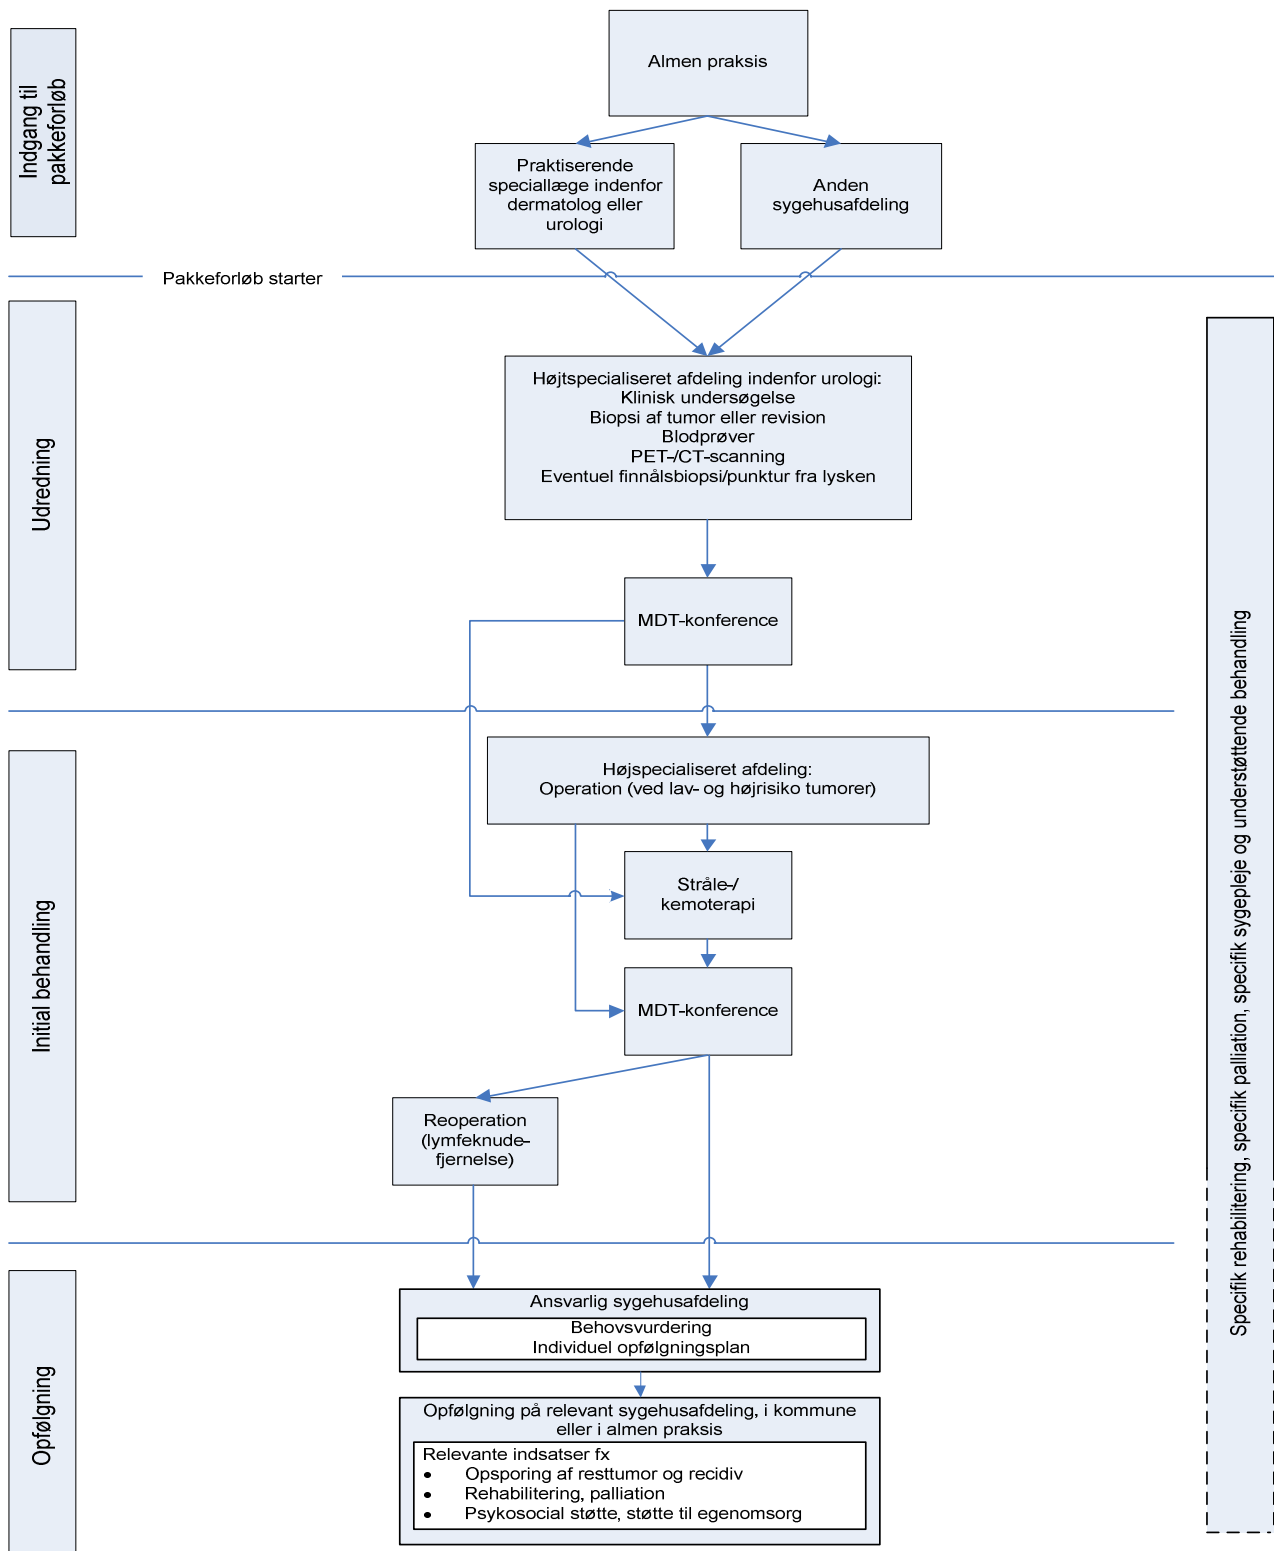 Indgang til
pakkeforløb
Almen praksis
Praktiserende
speciallæge indenfor
dermatolog eller
urologi
Anden
sygehusafdeling
Pakkeforløb starter
Udredning
Højtspecialiseret afdeling indenfor urologi:
Klinisk undersøgelse
Biopsi af tumor eller revision
Blodprøver
PET-/CT-scanning
Eventuel finnålsbiopsi/punktur fra lysken
MDT-konference
Initial behandling
Højspecialiseret afdeling:
Operation (ved lav- og højrisiko tumorer)
Stråle-/
kemoterapi
MDT-konference
Reoperation
(lymfeknude-
fjernelse)
Opfølgning
Ansvarlig sygehusafdeling
Behovsvurdering
Individuel opfølgningsplan
Opfølgning på relevant sygehusafdeling, i kommune
eller i almen praksis
Relevante indsatser fx
• Opsporing af resttumor og recidiv
• Rehabilitering, palliation
• Psykosocial støtte, støtte til egenomsorg
Specifik rehabilitering, specifik palliation, specifik sygepleje og understøttende behandling